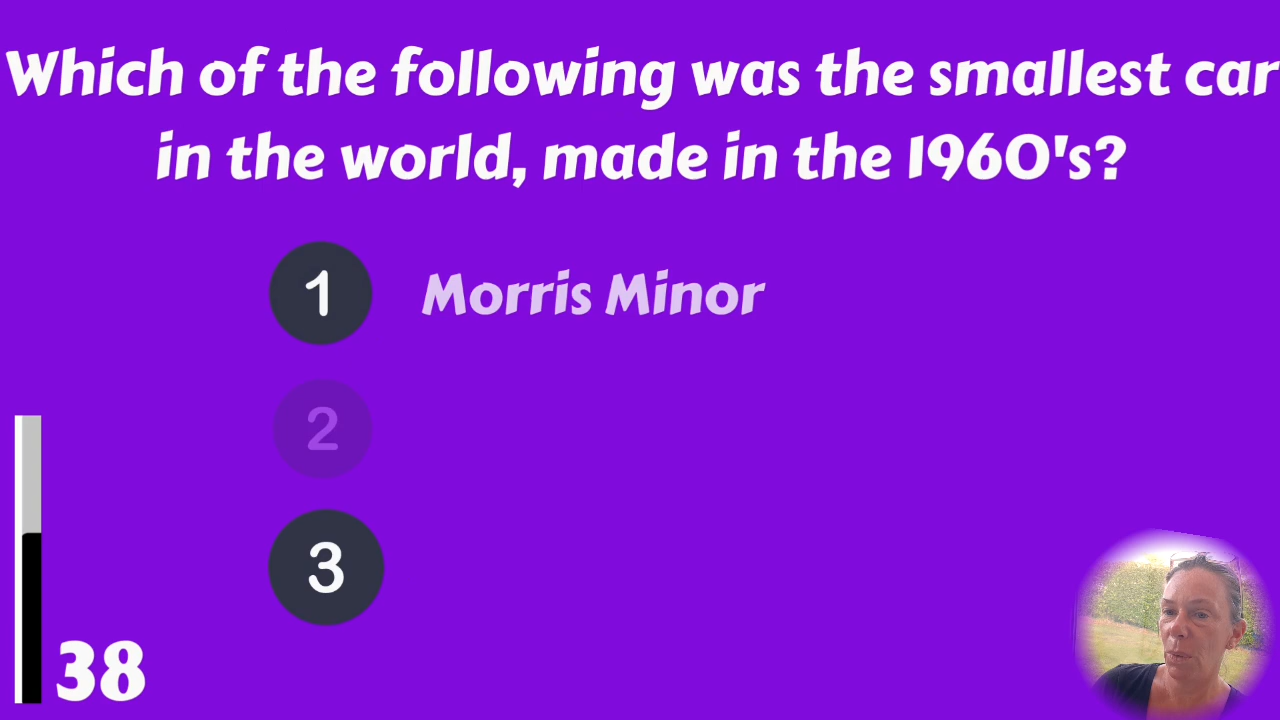 Which of the following was the smallest car
in the world, made in the 1960's?
1 Morris Minor
2
3
38